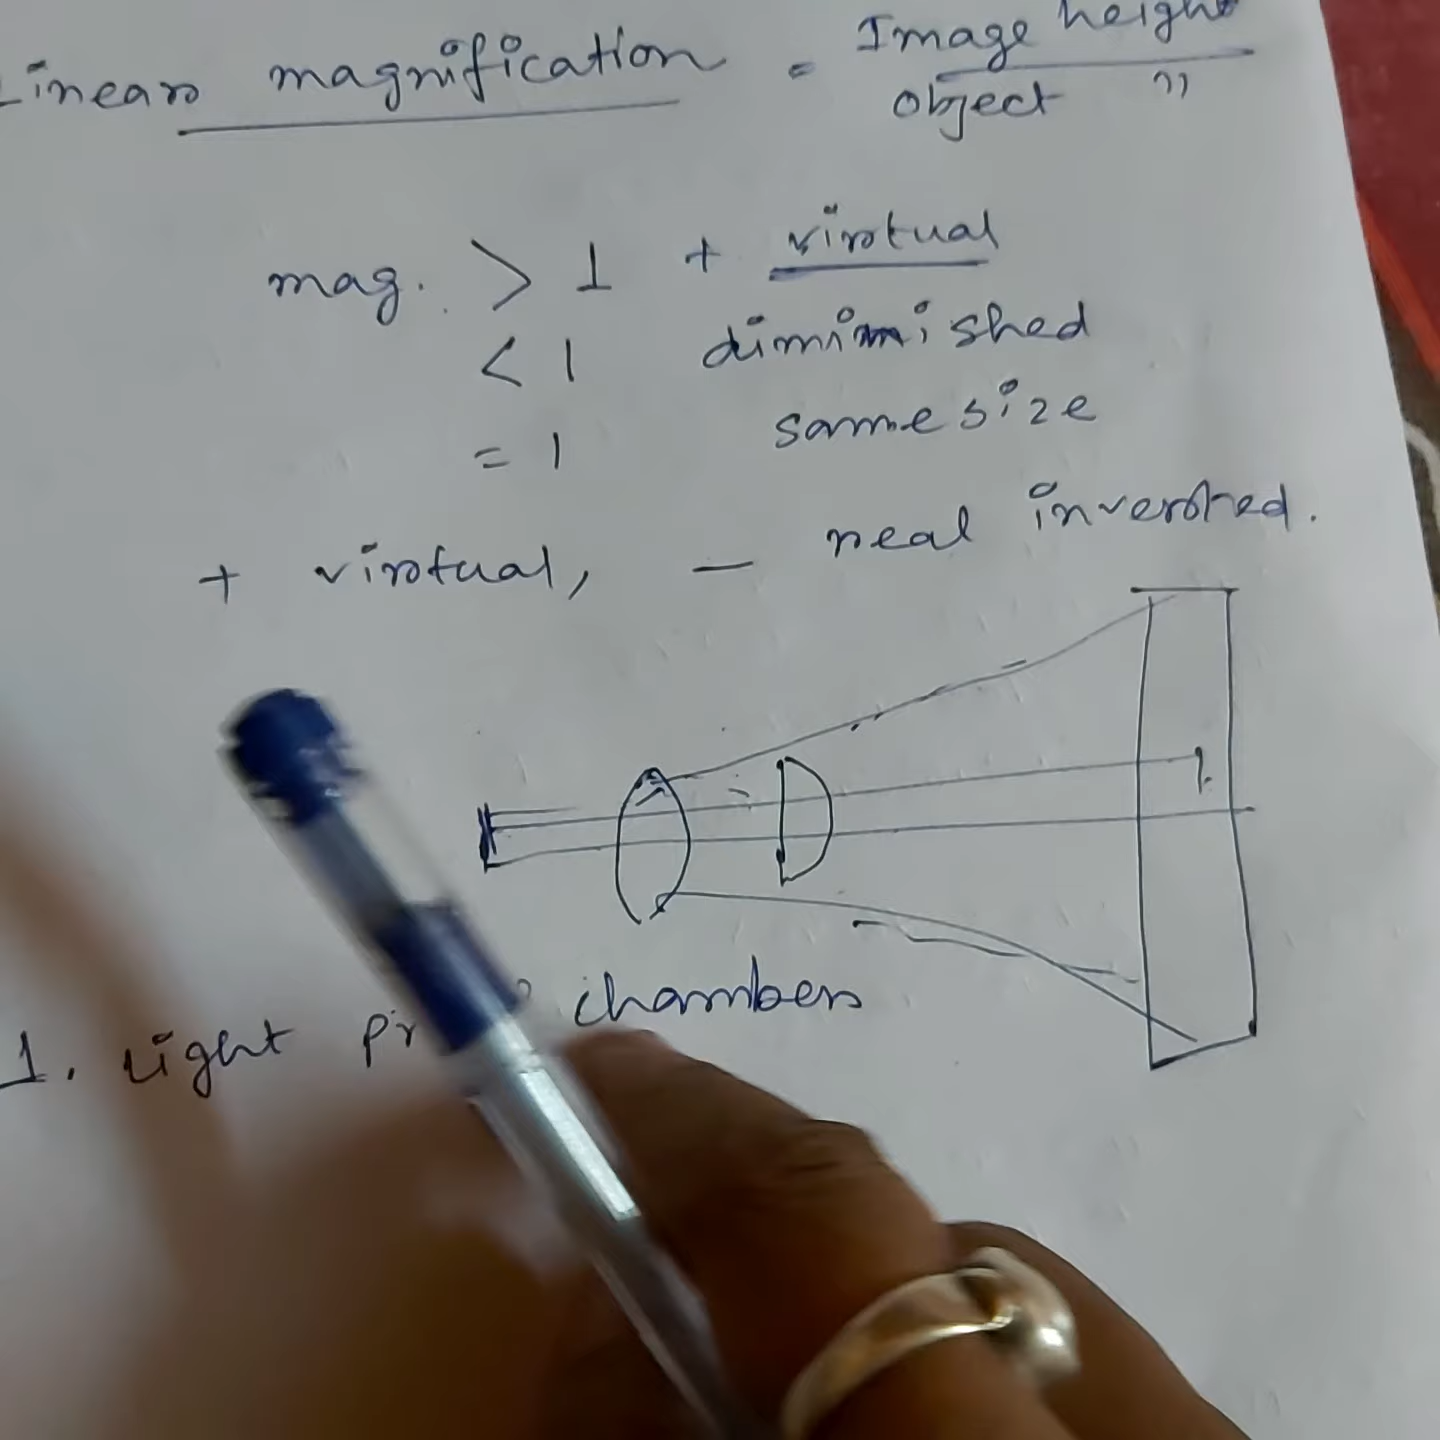 Linear magnification = Image height
object "
mag. > 1 + virtual
< 1 diminished
= 1 same size
+ virtual, - real inverted.
1. Light chamber